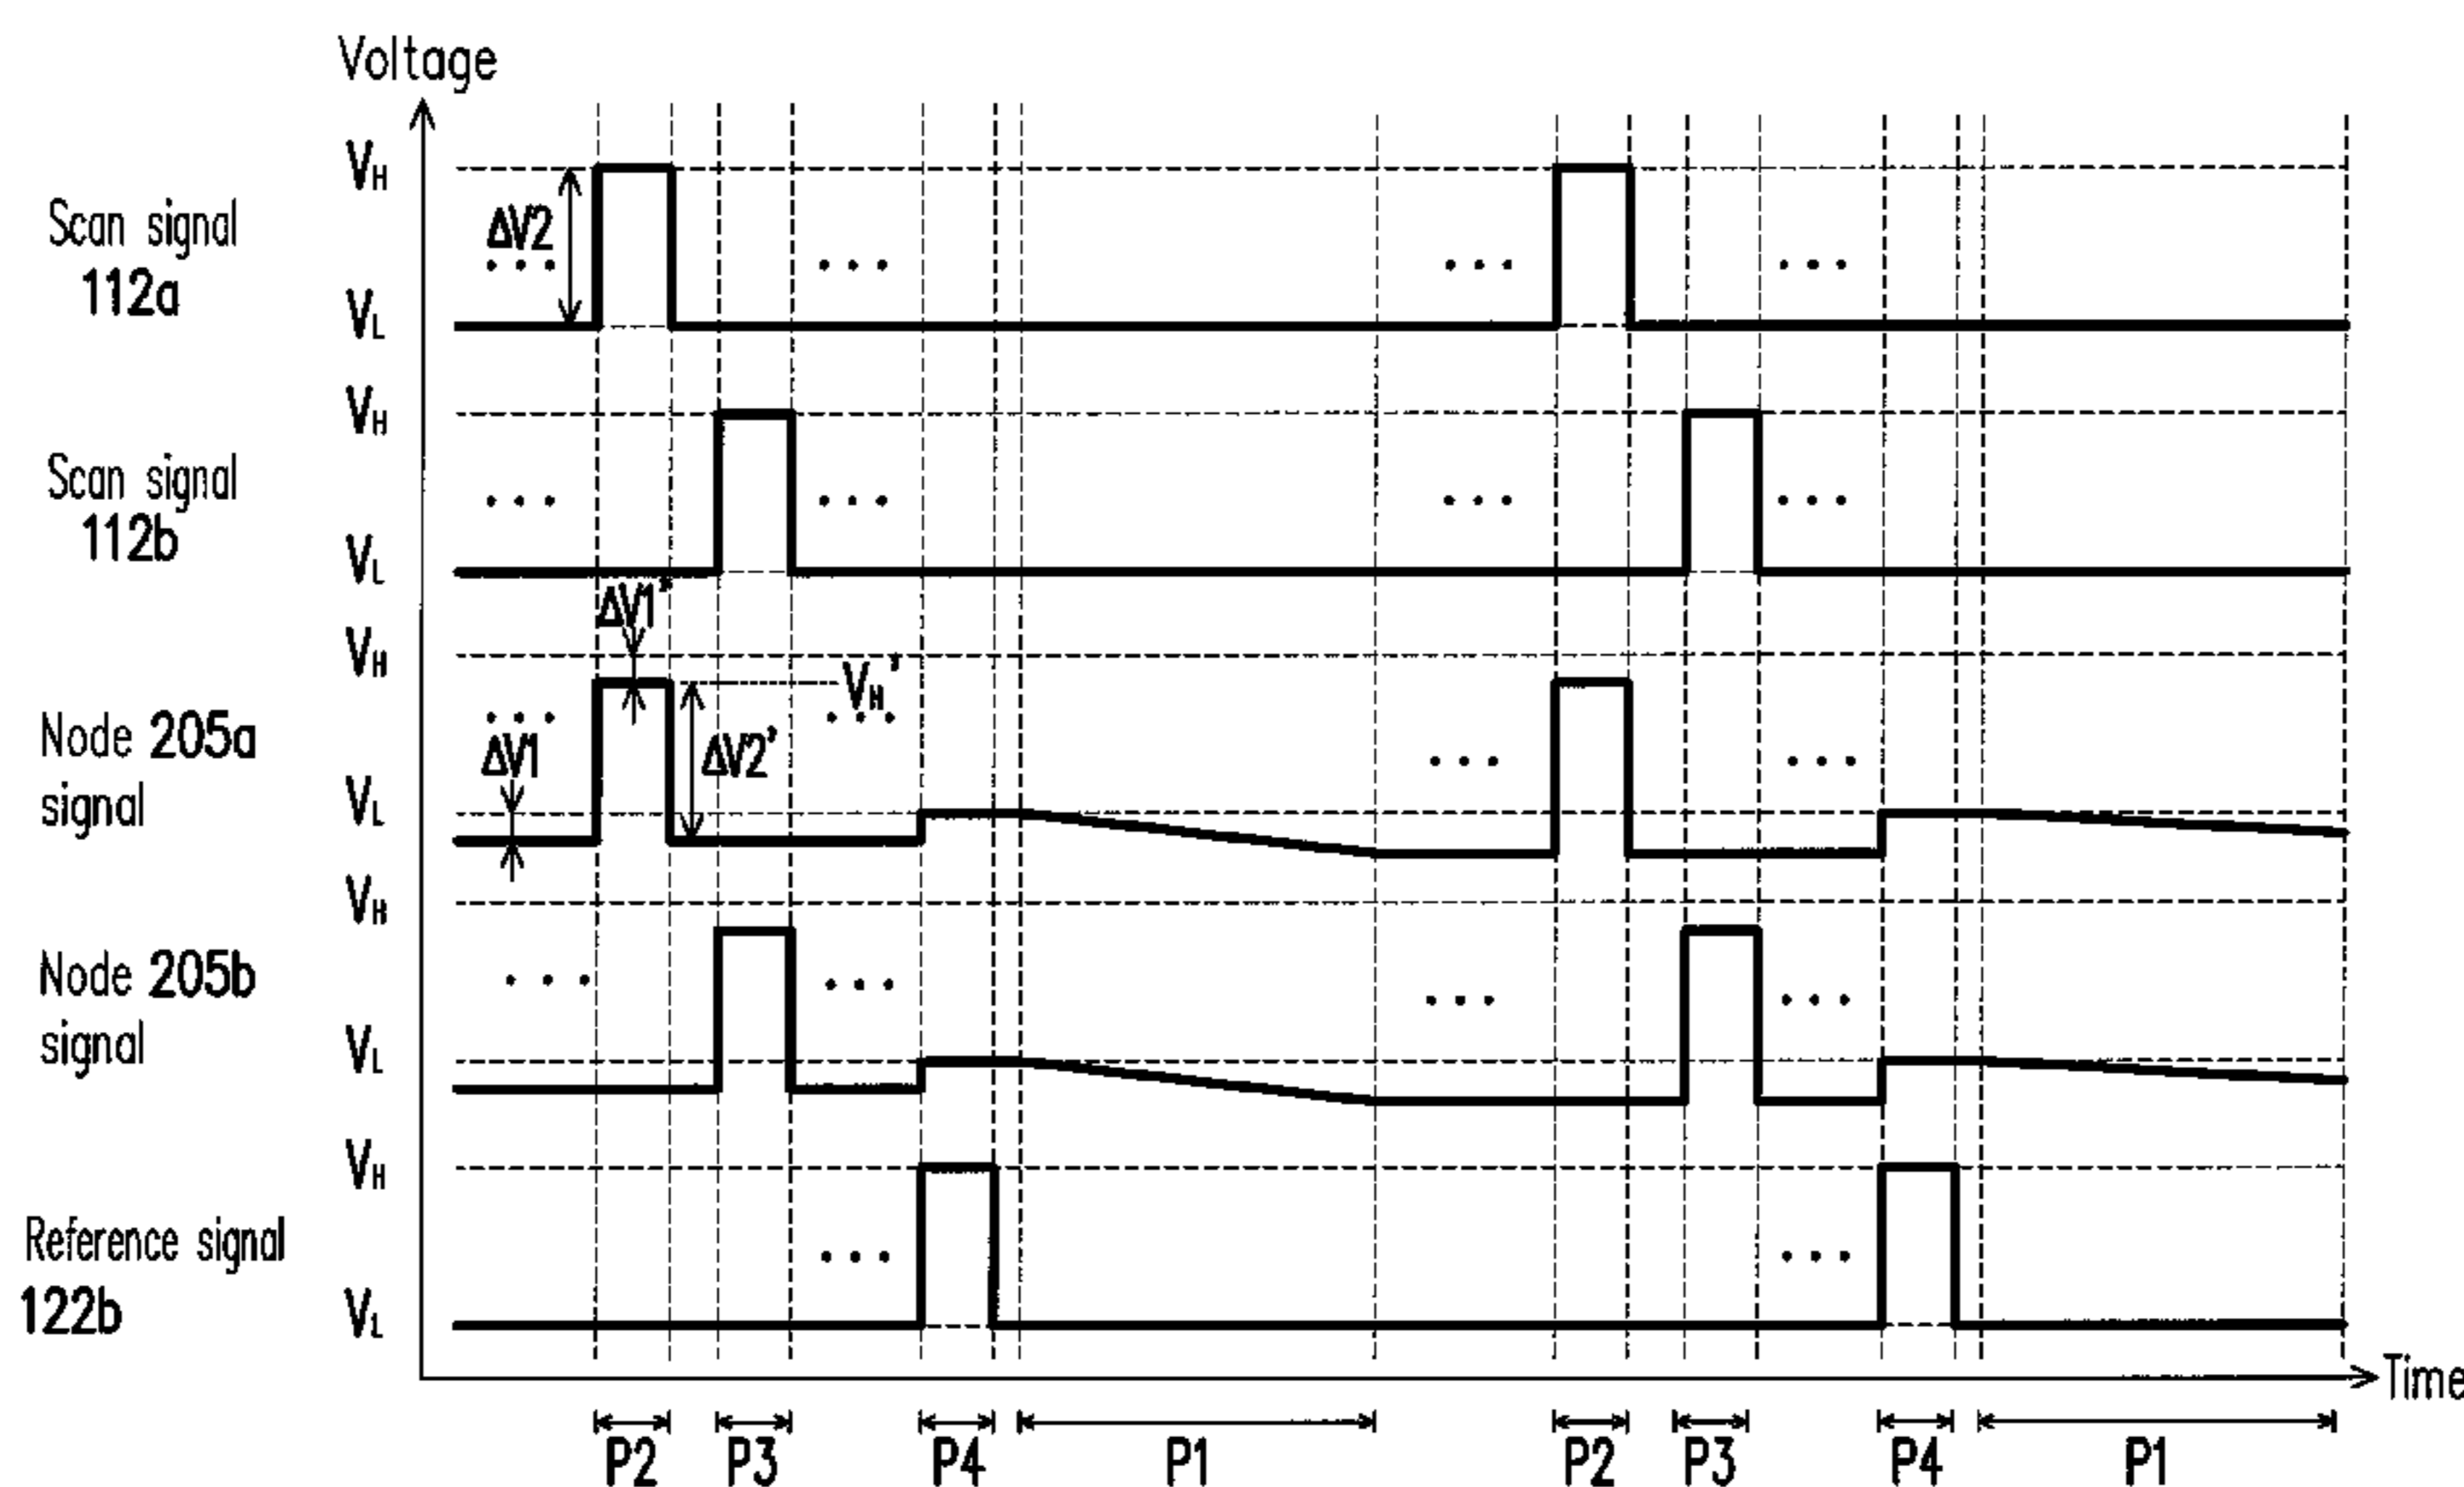 Voltage
VH
ΔV2
Scan signal
112a
VL
VH
Scan signal
112b
VL
ΔV1'
VH
VH'
Node 205a
signal
ΔV1
ΔV2'
VL
VH
Node 205b
signal
VL
VH
Reference signal
122b
VL
Time
P2 P3 P4 P1 P2 P3 P4 P1